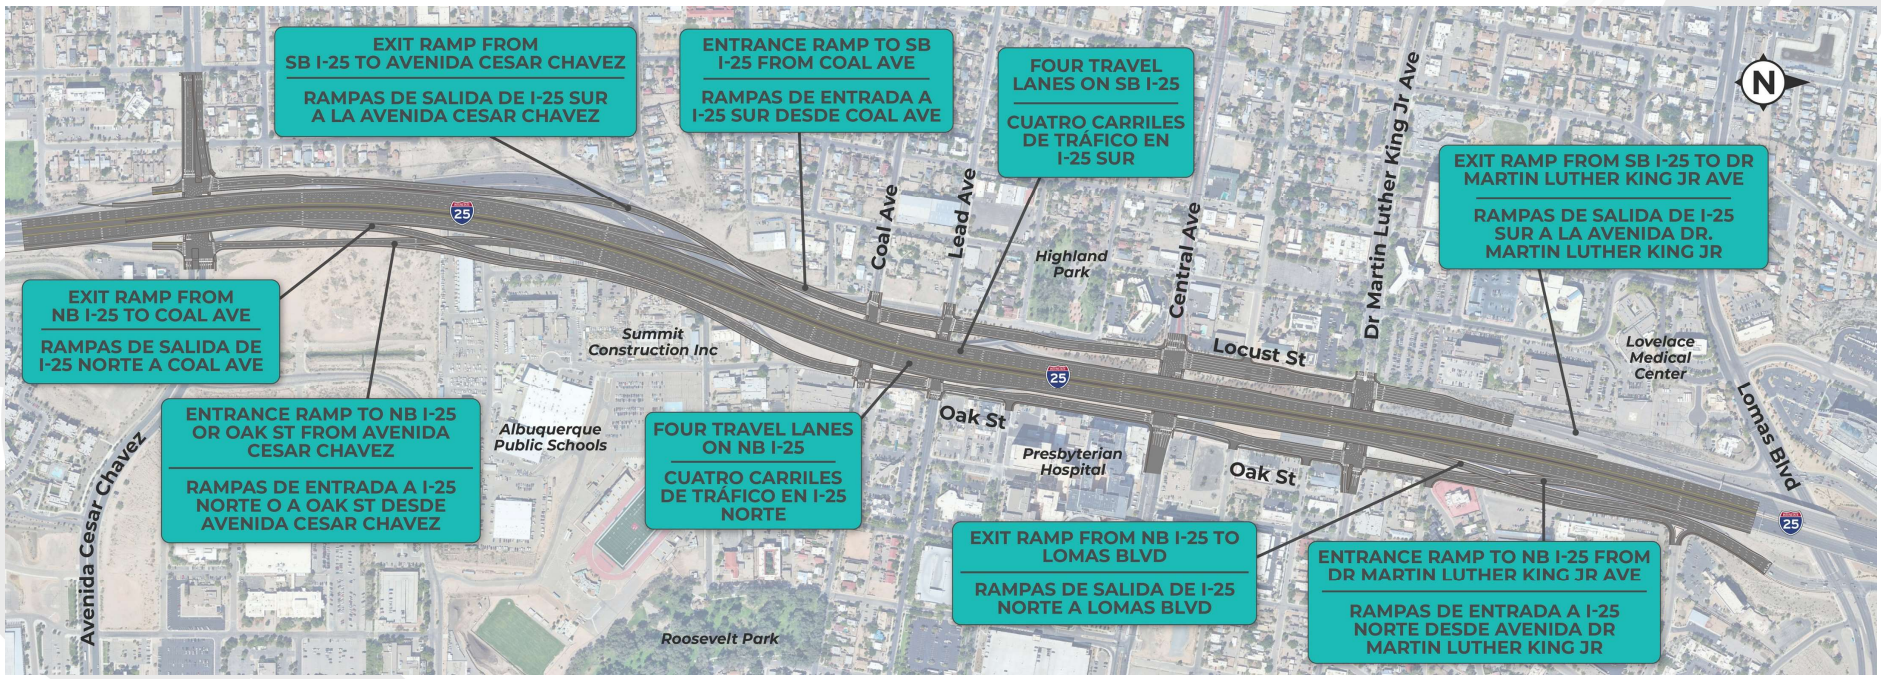 EXIT RAMP FROM
SB I-25 TO AVENIDA CESAR CHAVEZ
RAMPAS DE SALIDA DE I-25 SUR
A LA AVENIDA CESAR CHAVEZ
ENTRANCE RAMP TO SB
I-25 FROM COAL AVE
RAMPAS DE ENTRADA A
I-25 SUR DESDE COAL AVE
FOUR TRAVEL
LANES ON SB I-25
CUATRO CARRILES
DE TRÁFICO EN
I-25 SUR
Dr Martin Luther King Jr Ave
N
EXIT RAMP FROM SB I-25 TO DR
MARTIN LUTHER KING JR AVE
RAMPAS DE SALIDA DE I-25
SUR A LA AVENIDA DR.
MARTIN LUTHER KING JR
25
Coal Ave
Lead Ave
Highland
Park
Central Ave
EXIT RAMP FROM
NB I-25 TO COAL AVE
RAMPAS DE SALIDA DE
I-25 NORTE A COAL AVE
Summit
Construction Inc
Locust St
Lovelace
Medical
Center
25
Lomas Blvd
Avenida Cesar Chavez
ENTRANCE RAMP TO NB I-25
OR OAK ST FROM AVENIDA
CESAR CHAVEZ
RAMPAS DE ENTRADA A I-25
NORTE O A OAK ST DESDE
AVENIDA CESAR CHAVEZ
Albuquerque
Public Schools
FOUR TRAVEL LANES
ON NB I-25
CUATRO CARRILES
DE TRÁFICO EN I-25
NORTE
Oak St
Presbyterian
Hospital
Oak St
25
EXIT RAMP FROM NB I-25 TO
LOMAS BLVD
RAMPAS DE SALIDA DE I-25
NORTE A LOMAS BLVD
ENTRANCE RAMP TO NB I-25 FROM
DR MARTIN LUTHER KING JR AVE
RAMPAS DE ENTRADA A I-25
NORTE DESDE AVENIDA DR
MARTIN LUTHER KING JR
Roosevelt Park